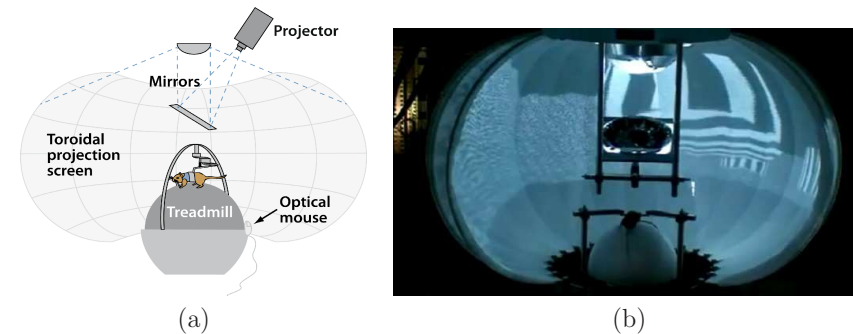 Projector
Mirrors
Toroidal
projection
screen
Treadmill
Optical
mouse
(a)
(b)